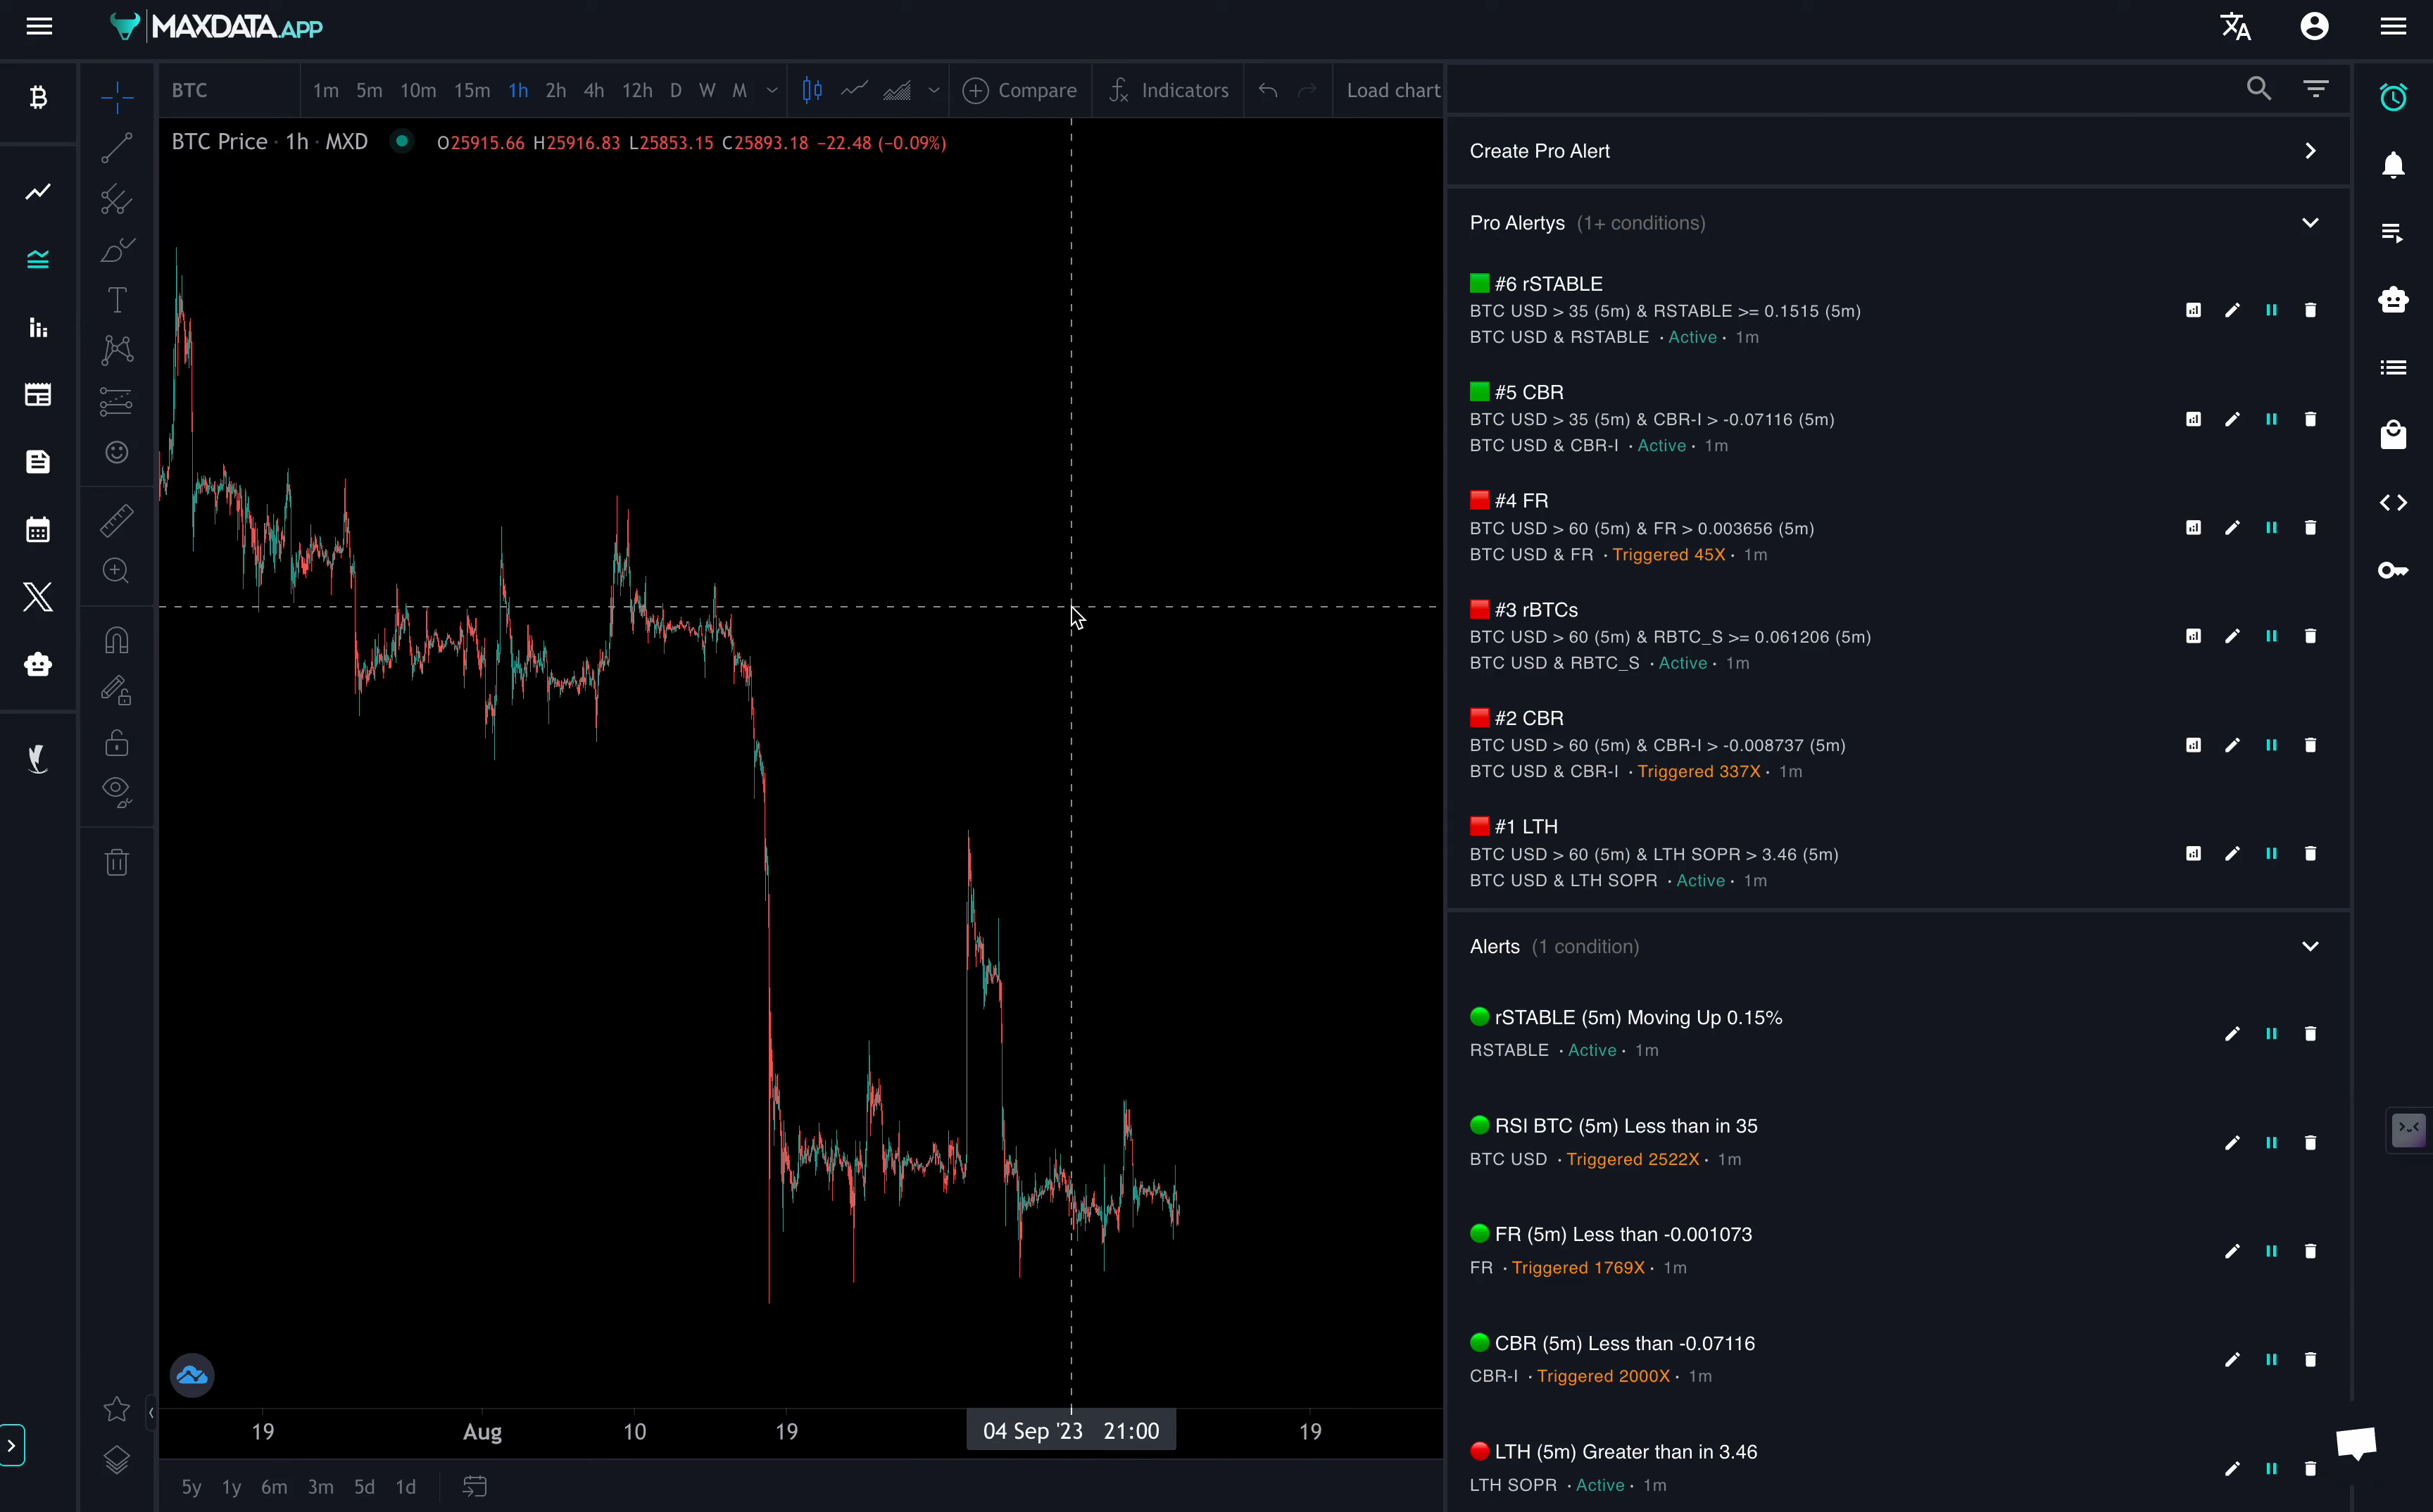 MAXDATA.APP
BTC 1m 5m 10m 15m 1h 2h 4h 12h D W M Compare Indicators Load chart
BTC Price · 1h · MXD O25915.66 H25916.83 L25853.15 C25893.18 −22.48 (−0.09%)
19 Aug 10 19 04 Sep '23 21:00 19
5y 1y 6m 3m 5d 1d
Create Pro Alert
Pro Alertys (1+ conditions)
#6 rSTABLE
BTC USD > 35 (5m) & RSTABLE >= 0.1515 (5m)
BTC USD & RSTABLE · Active · 1m
#5 CBR
BTC USD > 35 (5m) & CBR-I > -0.07116 (5m)
BTC USD & CBR-I · Active · 1m
#4 FR
BTC USD > 60 (5m) & FR > 0.003656 (5m)
BTC USD & FR · Triggered 45X · 1m
#3 rBTCs
BTC USD > 60 (5m) & RBTC_S >= 0.061206 (5m)
BTC USD & RBTC_S · Active · 1m
#2 CBR
BTC USD > 60 (5m) & CBR-I > -0.008737 (5m)
BTC USD & CBR-I · Triggered 337X · 1m
#1 LTH
BTC USD > 60 (5m) & LTH SOPR > 3.46 (5m)
BTC USD & LTH SOPR · Active · 1m
Alerts (1 condition)
rSTABLE (5m) Moving Up 0.15%
RSTABLE · Active · 1m
RSI BTC (5m) Less than in 35
BTC USD · Triggered 2522X · 1m
FR (5m) Less than -0.001073
FR · Triggered 1769X · 1m
CBR (5m) Less than -0.07116
CBR-I · Triggered 2000X · 1m
LTH (5m) Greater than in 3.46
LTH SOPR · Active · 1m